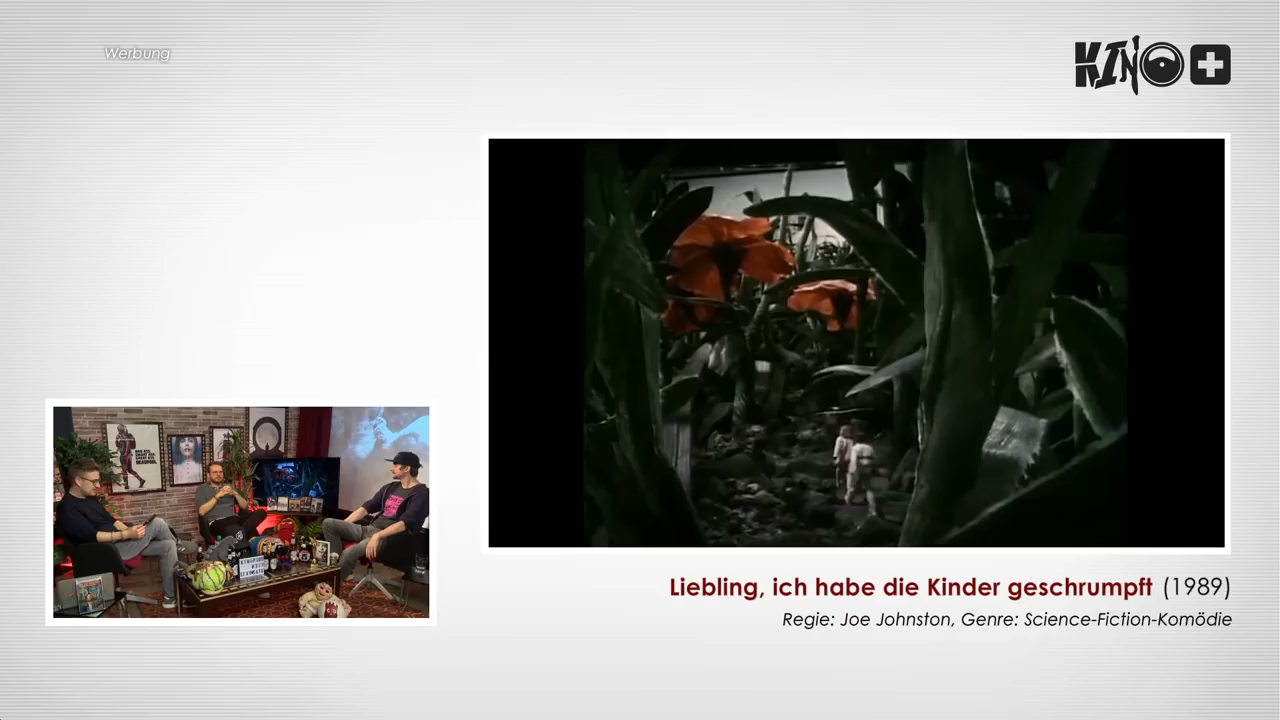 Werbung
KINO+
Liebling, ich habe die Kinder geschrumpft (1989)
Regie: Joe Johnston, Genre: Science-Fiction-Komödie